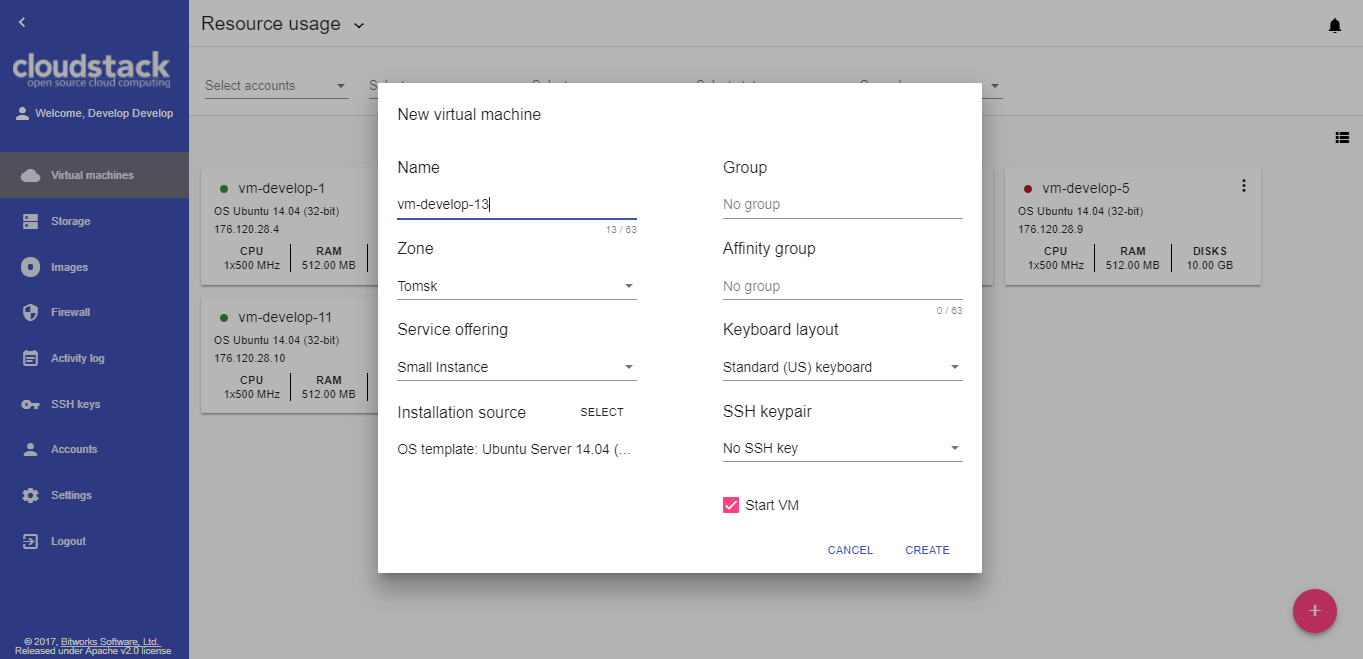 Resource usage
cloudstack
open source cloud computing
Welcome, Develop Develop
Virtual machines
Storage
Images
Firewall
Activity log
SSH keys
Accounts
Settings
Logout
© 2017, Bitworks Software, Ltd.
Released under Apache v2.0 license
Select accounts
vm-develop-1
OS Ubuntu 14.04 (32-bit)
176.120.28.4
CPU RAM
1x500 MHz 512.00 MB
vm-develop-11
OS Ubuntu 14.04 (32-bit)
176.120.28.10
CPU RAM
1x500 MHz 512.00 MB
New virtual machine
Name
vm-develop-13
13 / 63
Zone
Tomsk
Service offering
Small Instance
Installation source SELECT
OS template: Ubuntu Server 14.04 (...
Group
No group
Affinity group
No group
0 / 63
Keyboard layout
Standard (US) keyboard
SSH keypair
No SSH key
Start VM
CANCEL CREATE
vm-develop-5
OS Ubuntu 14.04 (32-bit)
176.120.28.9
CPU RAM DISKS
1x500 MHz 512.00 MB 10.00 GB
+